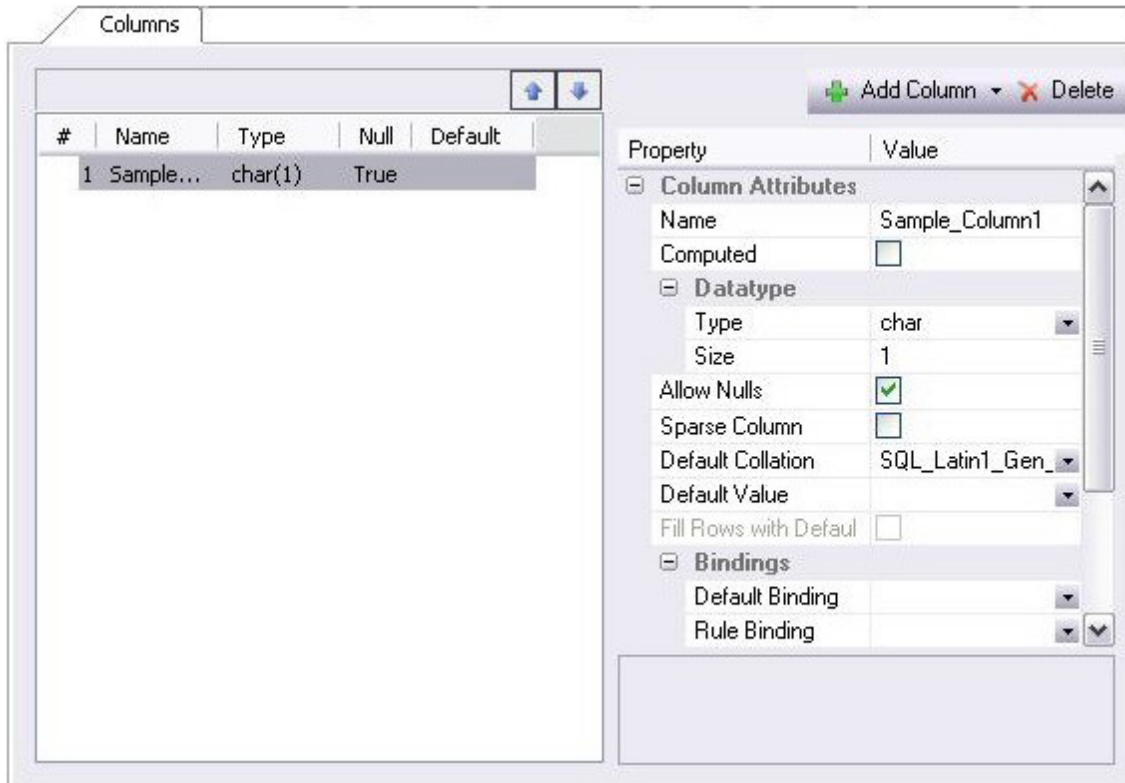 Columns
Add Column Delete
# Name Type Null Default
1 Sample... char(1) True
Property Value
Column Attributes
Name Sample_Column1
Computed
Datatype
Type char
Size 1
Allow Nulls
Sparse Column
Default Collation SQL_Latin1_Gen_
Default Value
Fill Rows with Defaul
Bindings
Default Binding
Rule Binding